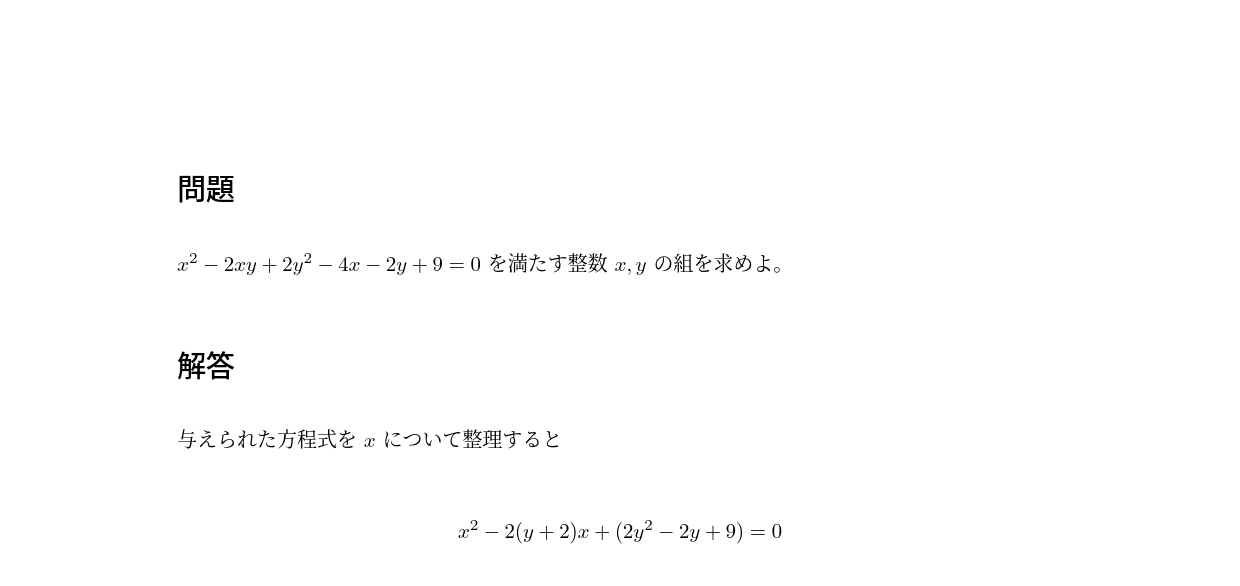 問題
$x^2 - 2xy + 2y^2 - 4x - 2y + 9 = 0$ を満たす整数 $x, y$ の組を求めよ。
解答
与えられた方程式を $x$ について整理すると
$x^2 - 2(y + 2)x + (2y^2 - 2y + 9) = 0$